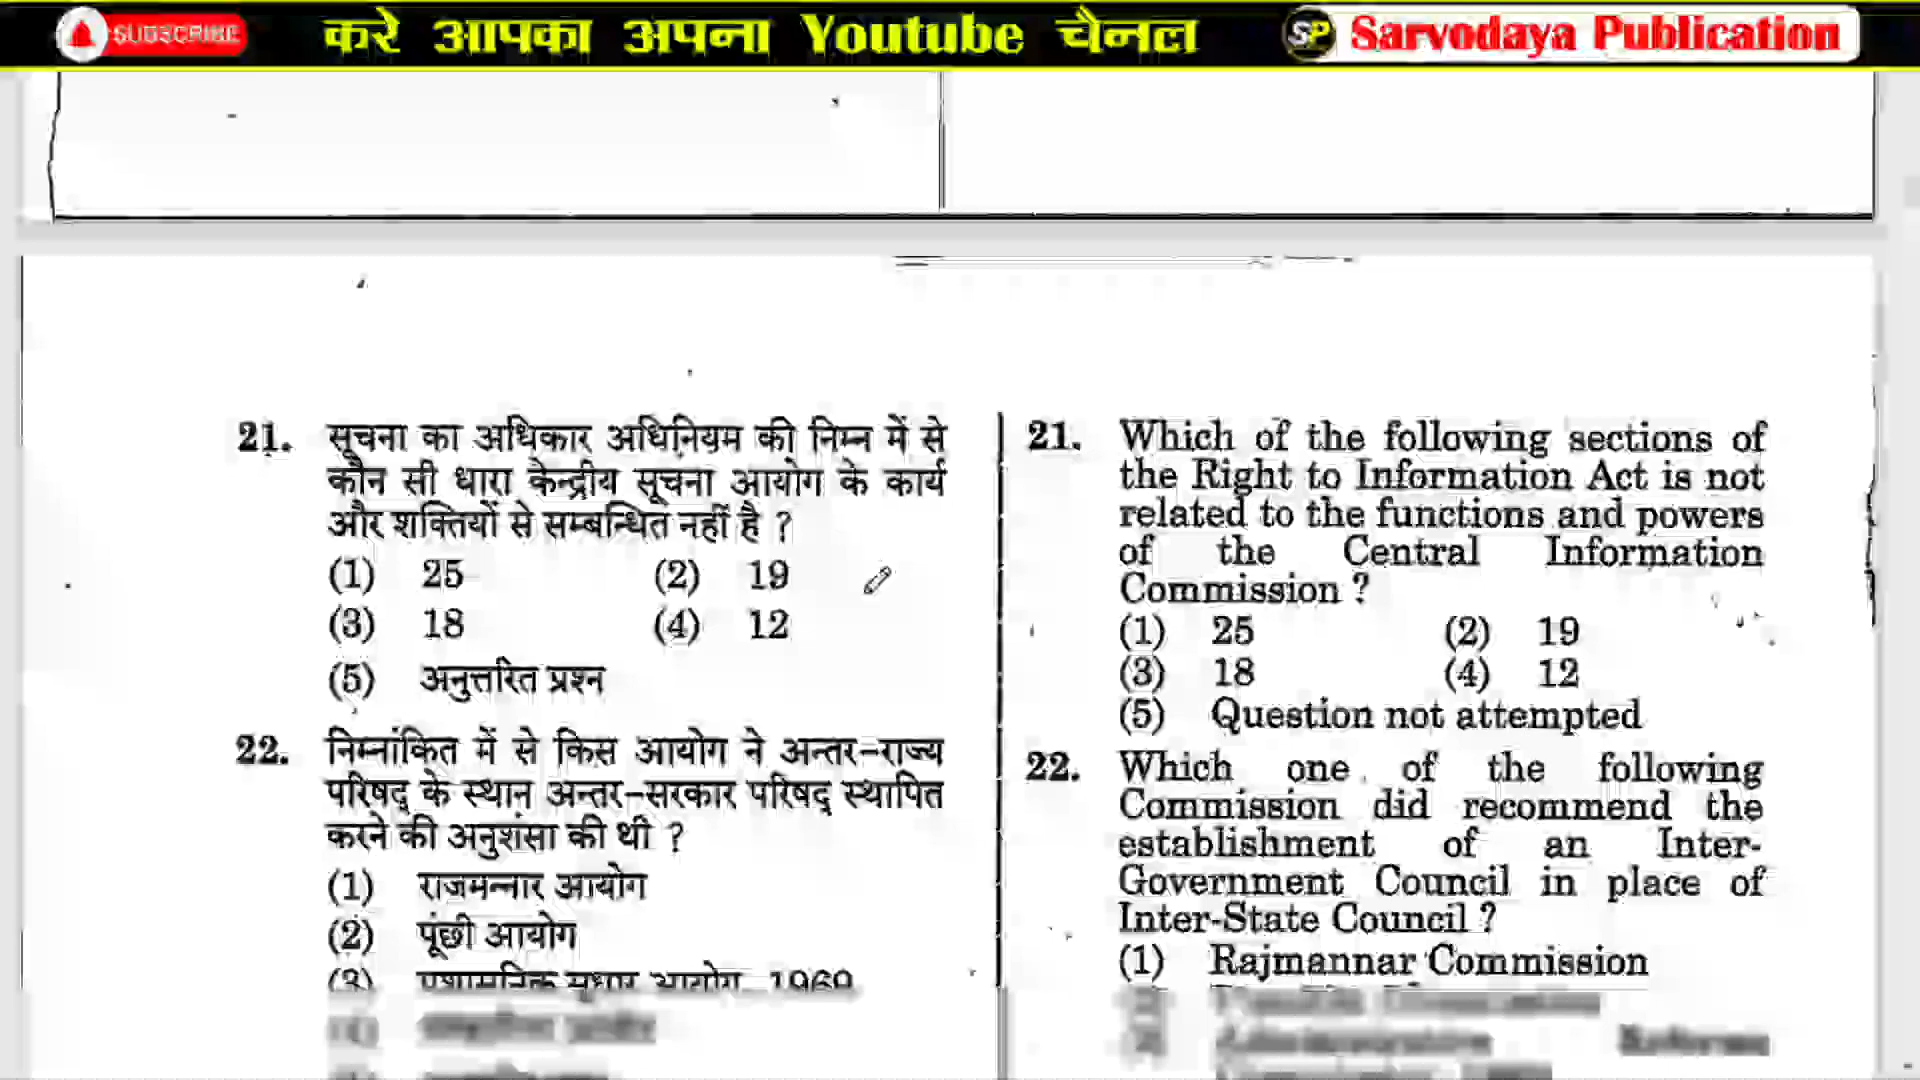 SUBSCRIBE करे आपका अपना Youtube चैनल SP Sarvodaya Publication
21. सूचना का अधिकार अधिनियम की निम्न में से
कौन सी धारा केन्द्रीय सूचना आयोग के कार्य
और शक्तियों से सम्बन्धित नहीं है ?
(1) 25 (2) 19
(3) 18 (4) 12
(5) अनुत्तरित प्रश्न
22. निम्नांकित में से किस आयोग ने अन्तर-राज्य
परिषद् के स्थान अन्तर-सरकार परिषद् स्थापित
करने की अनुशंसा की थी ?
(1) राजमन्नार आयोग
(2) पूंछी आयोग
(3) प्रशासनिक सुधार आयोग, 1969
21. Which of the following sections of
the Right to Information Act is not
related to the functions and powers
of the Central Information
Commission ?
(1) 25 (2) 19
(3) 18 (4) 12
(5) Question not attempted
22. Which one of the following
Commission did recommend the
establishment of an Inter-
Government Council in place of
Inter-State Council ?
(1) Rajmannar Commission